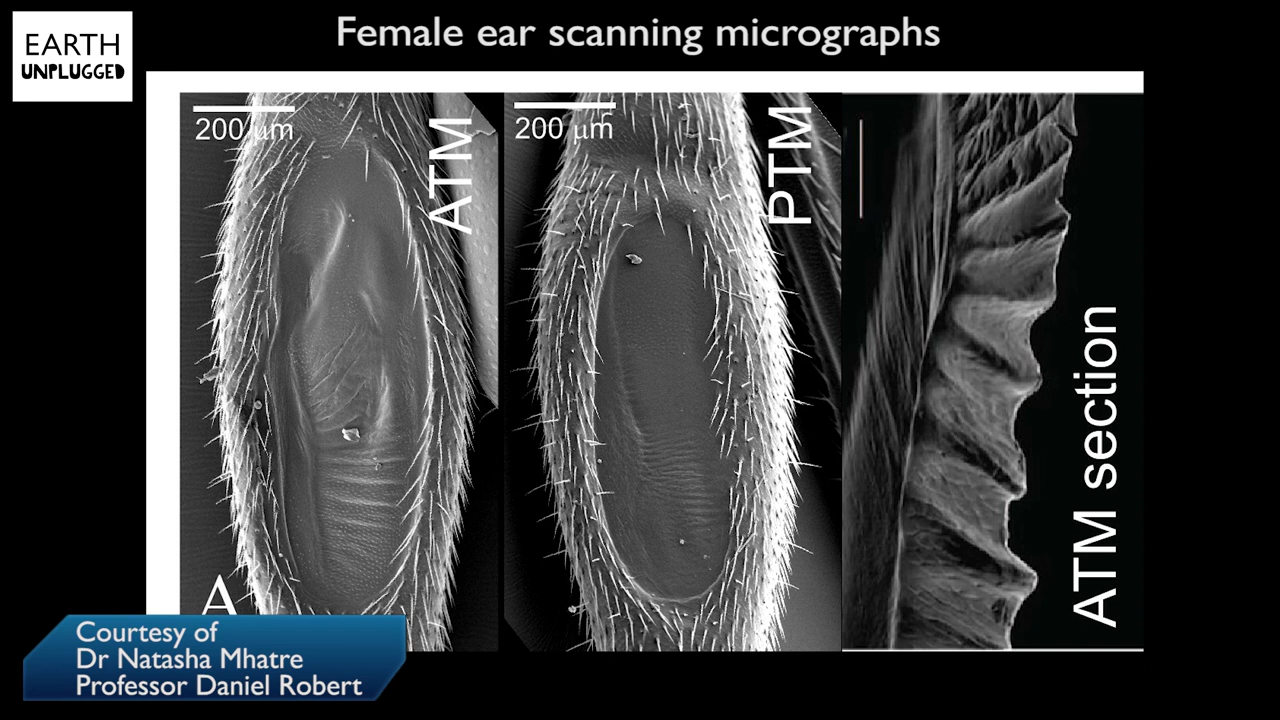 EARTH
UNPLUGGED
Female ear scanning micrographs
200 µm
ATM
200 µm
PTM
ATM section
A
Courtesy of
Dr Natasha Mhatre
Professor Daniel Robert